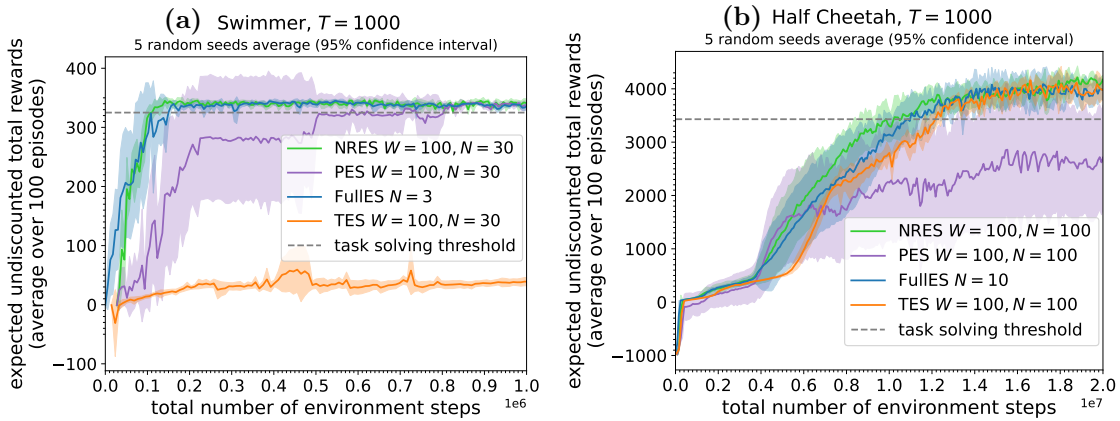 (a) Swimmer, T = 1000
5 random seeds average (95% confidence interval)
expected undiscounted total rewards
(average over 100 episodes)
400
300
200
100
0
−100
NRES W = 100, N = 30
PES W = 100, N = 30
FullES N = 3
TES W = 100, N = 30
task solving threshold
0.0 0.1 0.2 0.3 0.4 0.5 0.6 0.7 0.8 0.9 1.0
1e6
total number of environment steps
(b) Half Cheetah, T = 1000
5 random seeds average (95% confidence interval)
expected undiscounted total rewards
(average over 100 episodes)
4000
3000
2000
1000
0
−1000
NRES W = 100, N = 100
PES W = 100, N = 100
FullES N = 10
TES W = 100, N = 100
task solving threshold
0.0 0.2 0.4 0.6 0.8 1.0 1.2 1.4 1.6 1.8 2.0
1e7
total number of environment steps